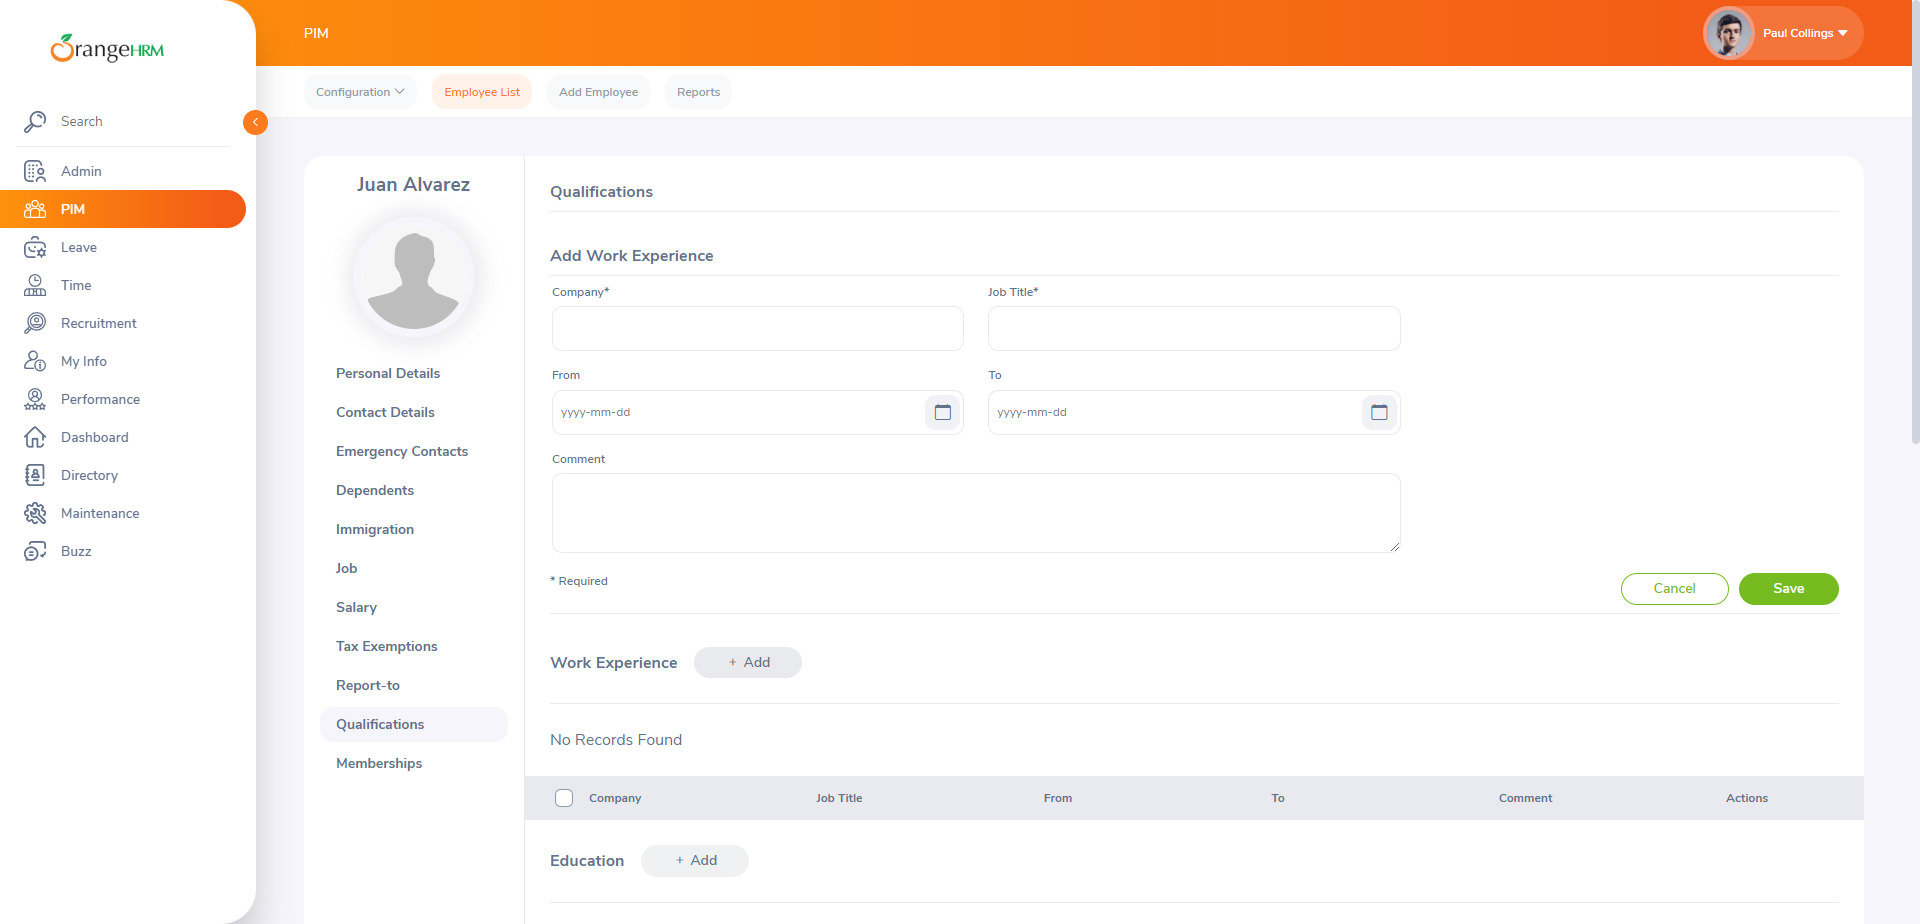 OrangeHRM
Search
Admin
PIM
Leave
Time
Recruitment
My Info
Performance
Dashboard
Directory
Maintenance
Buzz
PIM
Paul Collings
Configuration
Employee List
Add Employee
Reports
Juan Alvarez
Personal Details
Contact Details
Emergency Contacts
Dependents
Immigration
Job
Salary
Tax Exemptions
Report-to
Qualifications
Memberships
Qualifications
Add Work Experience
Company*
Job Title*
From
To
yyyy-mm-dd
yyyy-mm-dd
Comment
* Required
Cancel
Save
Work Experience
+ Add
No Records Found
Company
Job Title
From
To
Comment
Actions
Education
+ Add